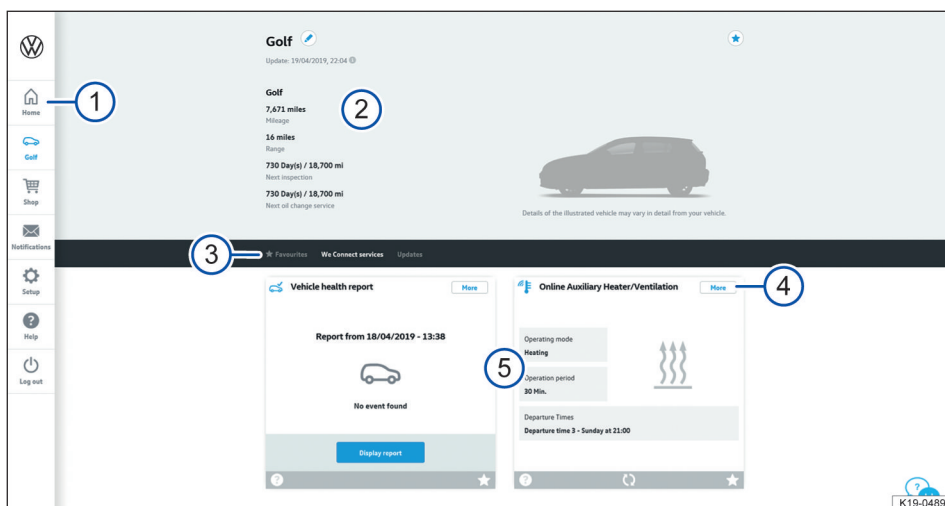 Home
Golf
Shop
Notifications
Setup
Help
Log out
1
Golf
Update: 19/04/2019, 22:04
Golf
7,671 miles
Mileage
16 miles
Range
730 Day(s) / 18,700 mi
Next inspection
730 Day(s) / 18,700 mi
Next oil change service
2
Details of the illustrated vehicle may vary in detail from your vehicle.
3
Favourites We Connect services Updates
Vehicle health report More
Report from 18/04/2019 - 13:38
No event found
Display report
?
Online Auxiliary Heater/Ventilation More
4
Operating mode
Heating
5
Operation period
30 Min.
Departure Times
Departure time 3 - Sunday at 21:00
?
?
K19-0489